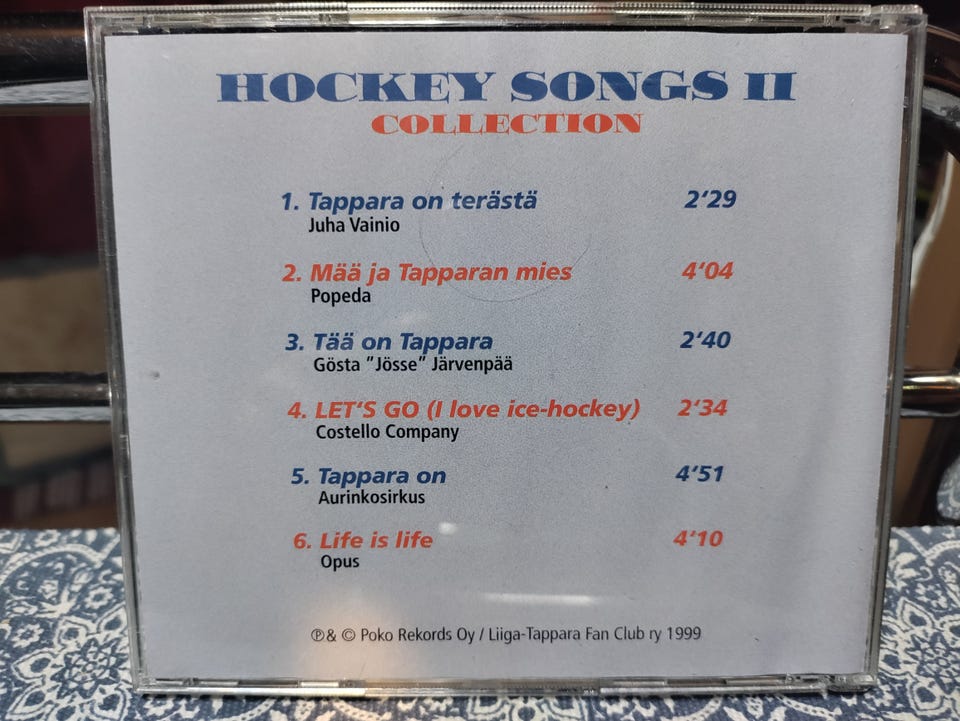 HOCKEY SONGS II
COLLECTION
1. Tappara on terästä 2‘29
Juha Vainio
2. Mää ja Tapparan mies 4‘04
Popeda
3. Tää on Tappara 2‘40
Gösta ”Jösse” Järvenpää
4. LET‘S GO (I love ice-hockey) 2‘34
Costello Company
5. Tappara on 4‘51
Aurinkosirkus
6. Life is life 4‘10
Opus
℗ & © Poko Rekords Oy / Liiga-Tappara Fan Club ry 1999